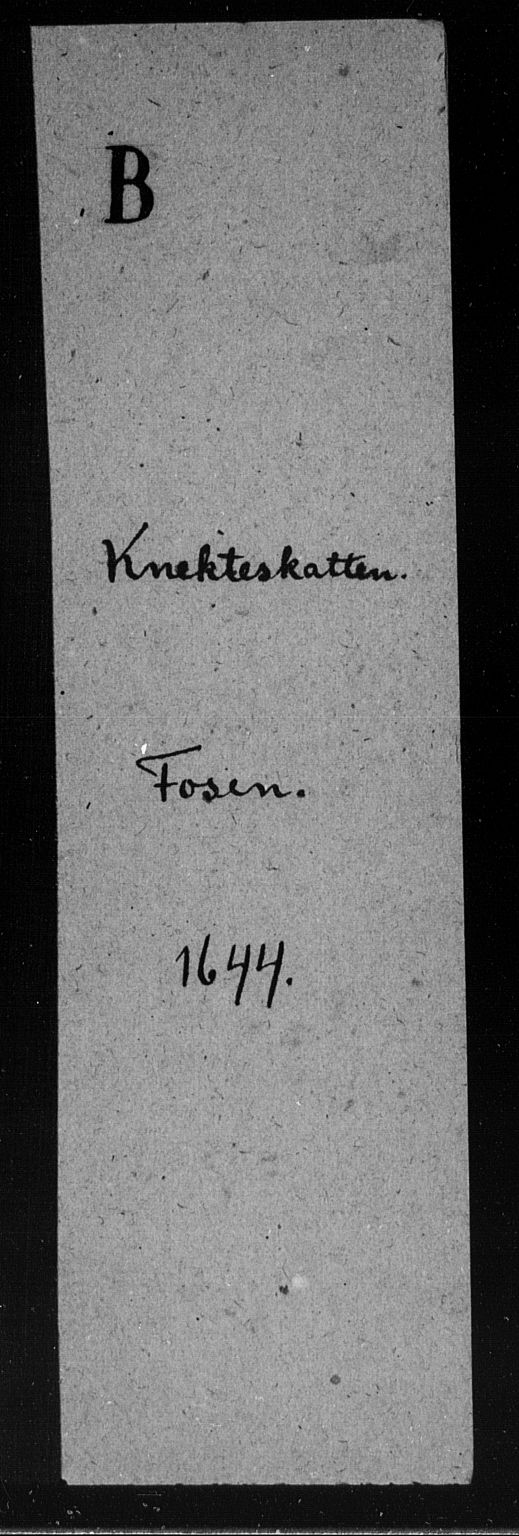 B
Knekteskatten.
Fosen.
1644.